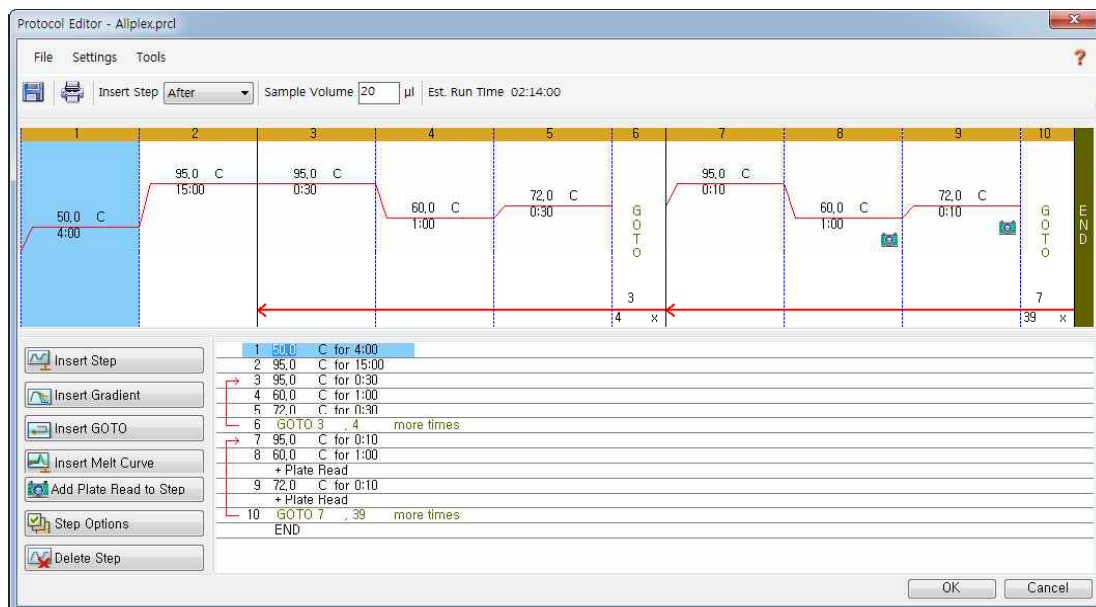 Protocol Editor - Allplex.prcl
File Settings Tools
?
Insert Step After Sample Volume 20 µl Est. Run Time 02:14:00
1 2 3 4 5 6 7 8 9 10
50,0 C
4:00
95,0 C
15:00
95,0 C
0:30
60,0 C
1:00
72,0 C
0:30
GOTO
3
4 x
95,0 C
0:10
60,0 C
1:00
72,0 C
0:10
GOTO
7
39 x
END
Insert Step
Insert Gradient
Insert GOTO
Insert Melt Curve
Add Plate Read to Step
Step Options
Delete Step
1 50,0 C for 4:00
2 95,0 C for 15:00
3 95,0 C for 0:30
4 60,0 C for 1:00
5 72,0 C for 0:30
6 GOTO 3 , 4 more times
7 95,0 C for 0:10
8 60,0 C for 1:00
+ Plate Read
9 72,0 C for 0:10
+ Plate Read
10 GOTO 7 , 39 more times
END
OK Cancel